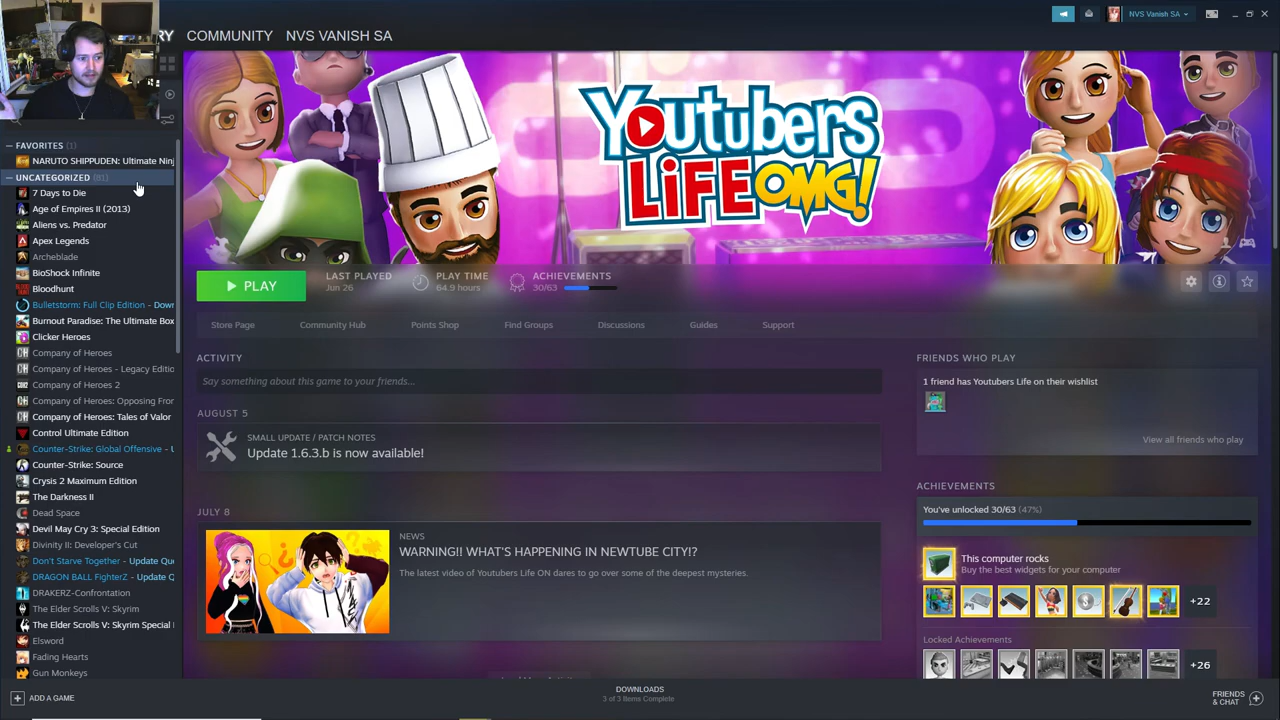 RY COMMUNITY NVS VANISH SA
NVS Vanish SA
FAVORITES (1)
NARUTO SHIPPUDEN: Ultimate Ninj
UNCATEGORIZED (81)
7 Days to Die
Age of Empires II (2013)
Aliens vs. Predator
Apex Legends
Archeblade
BioShock Infinite
Bloodhunt
Bulletstorm: Full Clip Edition - Down
Burnout Paradise: The Ultimate Box
Clicker Heroes
Company of Heroes
Company of Heroes - Legacy Editio
Company of Heroes 2
Company of Heroes: Opposing Fron
Company of Heroes: Tales of Valor
Control Ultimate Edition
Counter-Strike: Global Offensive - U
Counter-Strike: Source
Crysis 2 Maximum Edition
The Darkness II
Dead Space
Devil May Cry 3: Special Edition
Divinity II: Developer's Cut
Don't Starve Together - Update Que
DRAGON BALL FighterZ - Update Q
DRAKERZ-Confrontation
The Elder Scrolls V: Skyrim
The Elder Scrolls V: Skyrim Special
Elsword
Fading Hearts
Gun Monkeys
YouTubers
LiFE OMG!
PLAY
LAST PLAYED
Jun 26
PLAY TIME
64.9 hours
ACHIEVEMENTS
30/63
Store Page Community Hub Points Shop Find Groups Discussions Guides Support
ACTIVITY
Say something about this game to your friends...
AUGUST 5
SMALL UPDATE / PATCH NOTES
Update 1.6.3.b is now available!
JULY 8
NEWS
WARNING!! WHAT'S HAPPENING IN NEWTUBE CITY!?
The latest video of Youtubers Life ON dares to go over some of the deepest mysteries.
FRIENDS WHO PLAY
1 friend has Youtubers Life on their wishlist
View all friends who play
ACHIEVEMENTS
You've unlocked 30/63 (47%)
This computer rocks
Buy the best widgets for your computer
+22
Locked Achievements
+26
ADD A GAME
DOWNLOADS
3 of 3 Items Complete
FRIENDS
& CHAT